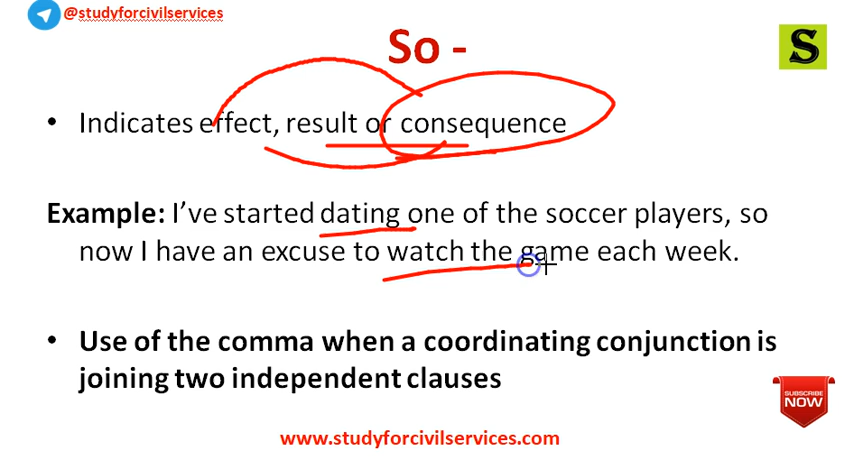 @studyforcivilservices
So -
S
• Indicates effect, result or consequence
Example: I've started dating one of the soccer players, so
now I have an excuse to watch the game each week.
• Use of the comma when a coordinating conjunction is
joining two independent clauses
SUBSCRIBE
NOW
www.studyforcivilservices.com